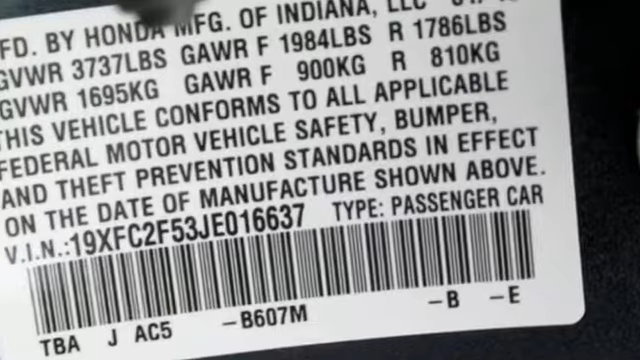 FD. BY HONDA MFG. OF INDIANA, LLC
GVWR 3737LBS GAWR F 1984LBS R 1786LBS
GVWR 1695KG GAWR F 900KG R 810KG
THIS VEHICLE CONFORMS TO ALL APPLICABLE
FEDERAL MOTOR VEHICLE SAFETY, BUMPER,
AND THEFT PREVENTION STANDARDS IN EFFECT
ON THE DATE OF MANUFACTURE SHOWN ABOVE.
V.I.N.:19XFC2F53JE016637 TYPE: PASSENGER CAR
TBA J AC5 -B607M -B -E